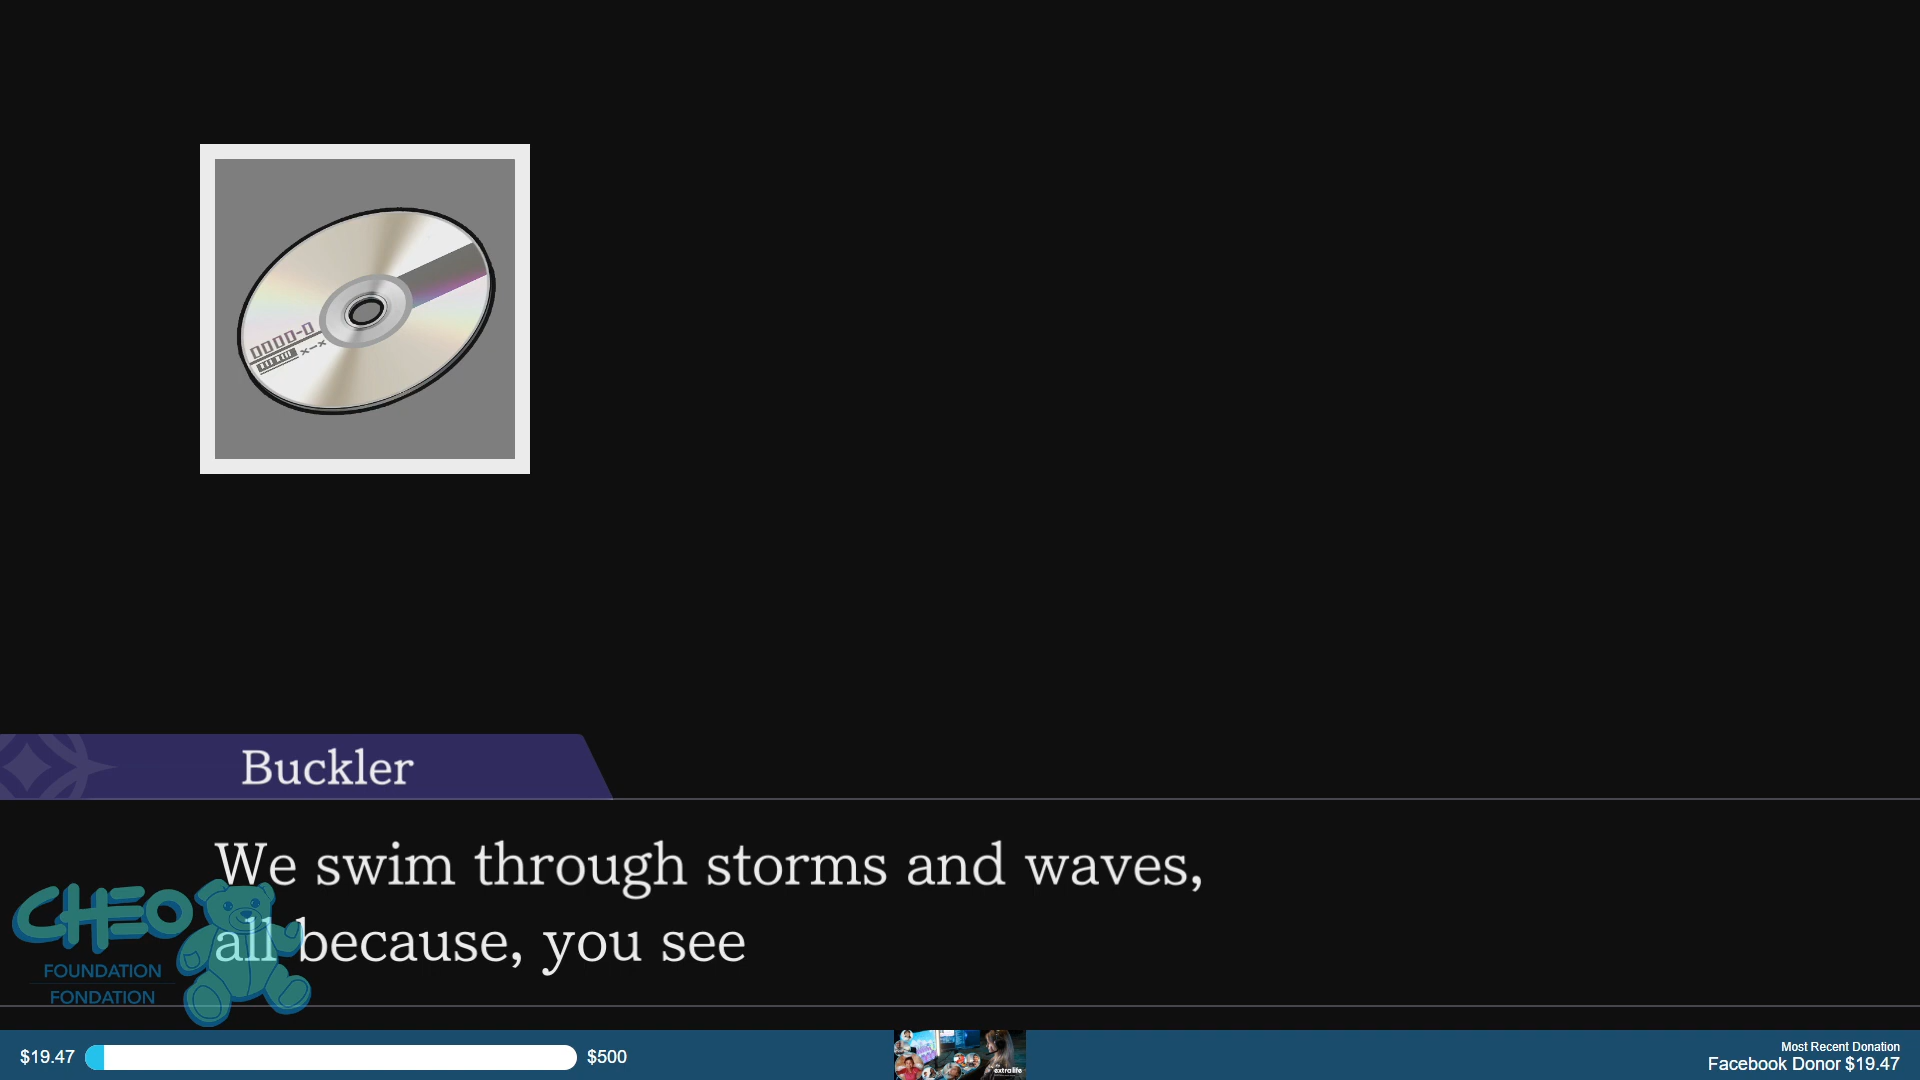 Buckler
We swim through storms and waves,
all because, you see
CHEO
FOUNDATION
FONDATION
$19.47
$500
extralife
Most Recent Donation
Facebook Donor $19.47